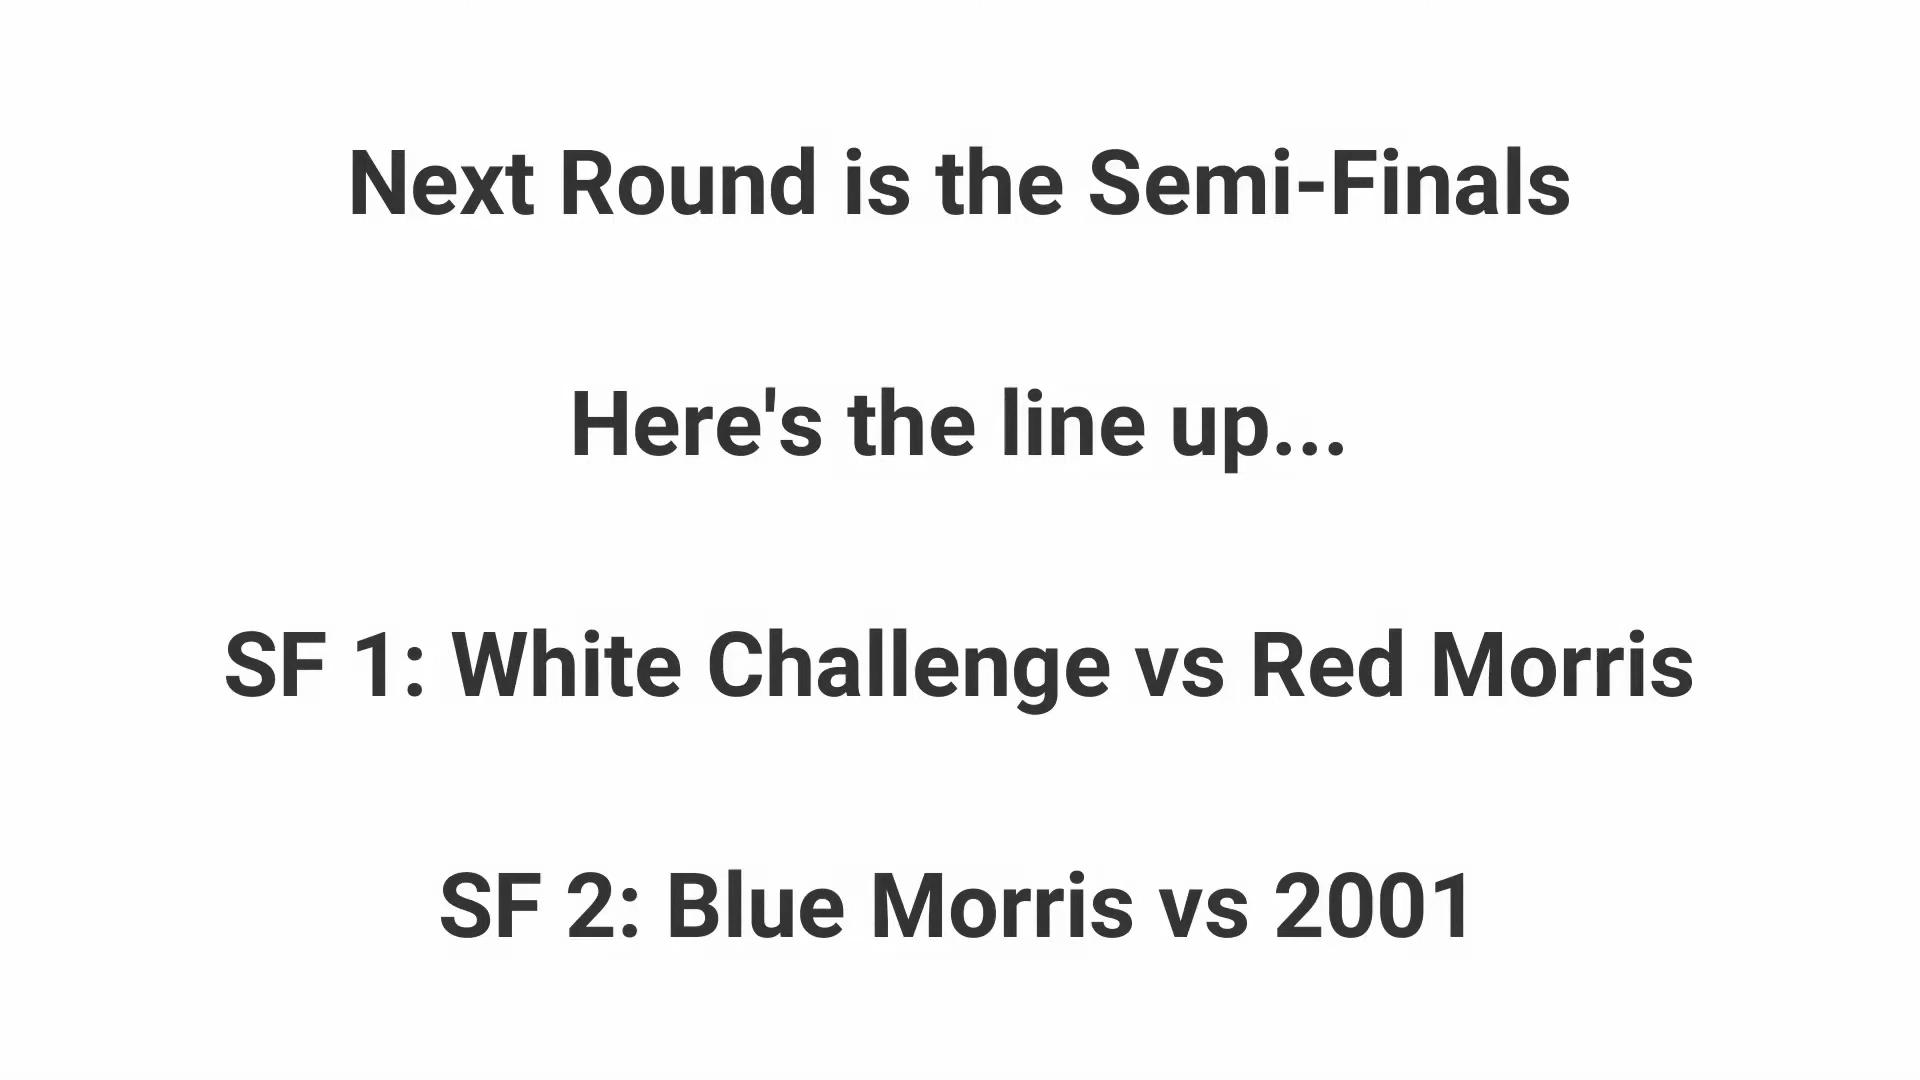 Next Round is the Semi-Finals
Here's the line up...
SF 1: White Challenge vs Red Morris
SF 2: Blue Morris vs 2001